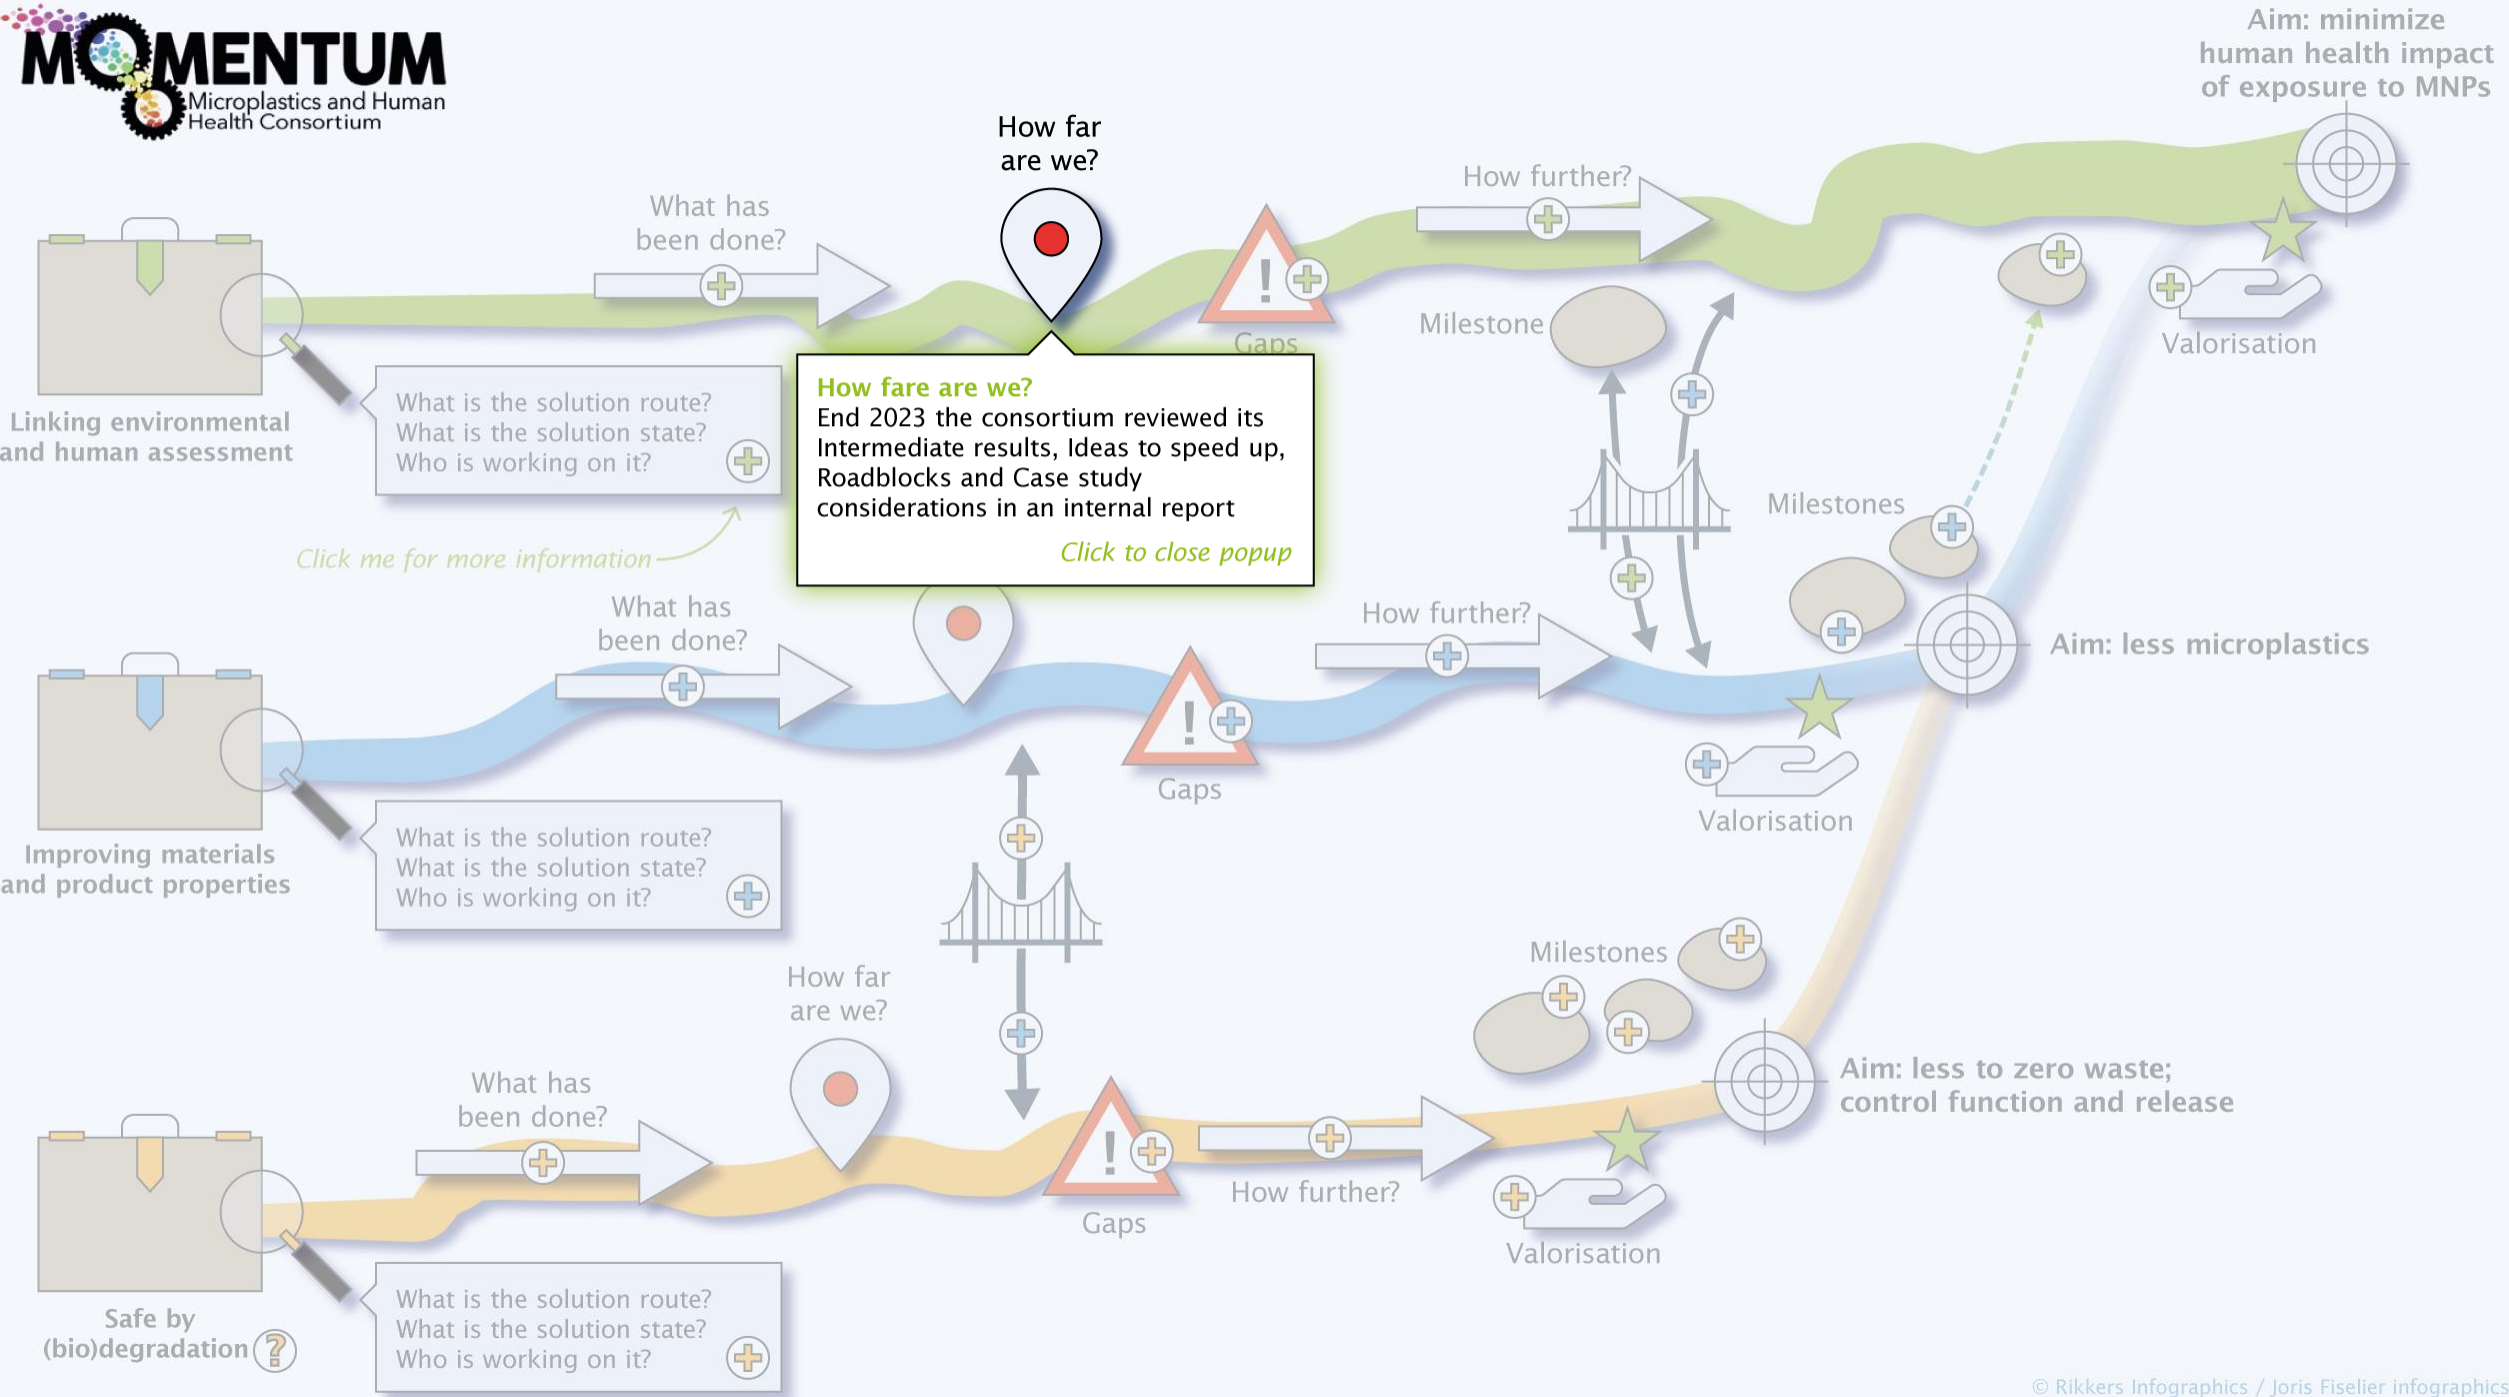 MOMENTUM
Microplastics and Human
Health Consortium
Aim: minimize
human health impact
of exposure to MNPs
How far
are we?
What has
been done?
How further?
Gaps
Milestone
Valorisation
Linking environmental
and human assessment
What is the solution route?
What is the solution state?
Who is working on it?
Click me for more information
How fare are we?
End 2023 the consortium reviewed its
Intermediate results, Ideas to speed up,
Roadblocks and Case study
considerations in an internal report
Click to close popup
What has
been done?
How further?
Milestones
Aim: less microplastics
Gaps
Valorisation
Improving materials
and product properties
What is the solution route?
What is the solution state?
Who is working on it?
How far
are we?
Milestones
What has
been done?
Aim: less to zero waste;
control function and release
How further?
Gaps
Valorisation
Safe by
(bio)degradation ?
What is the solution route?
What is the solution state?
Who is working on it?
© Rikkers Infographics / Joris Fiselier infographics